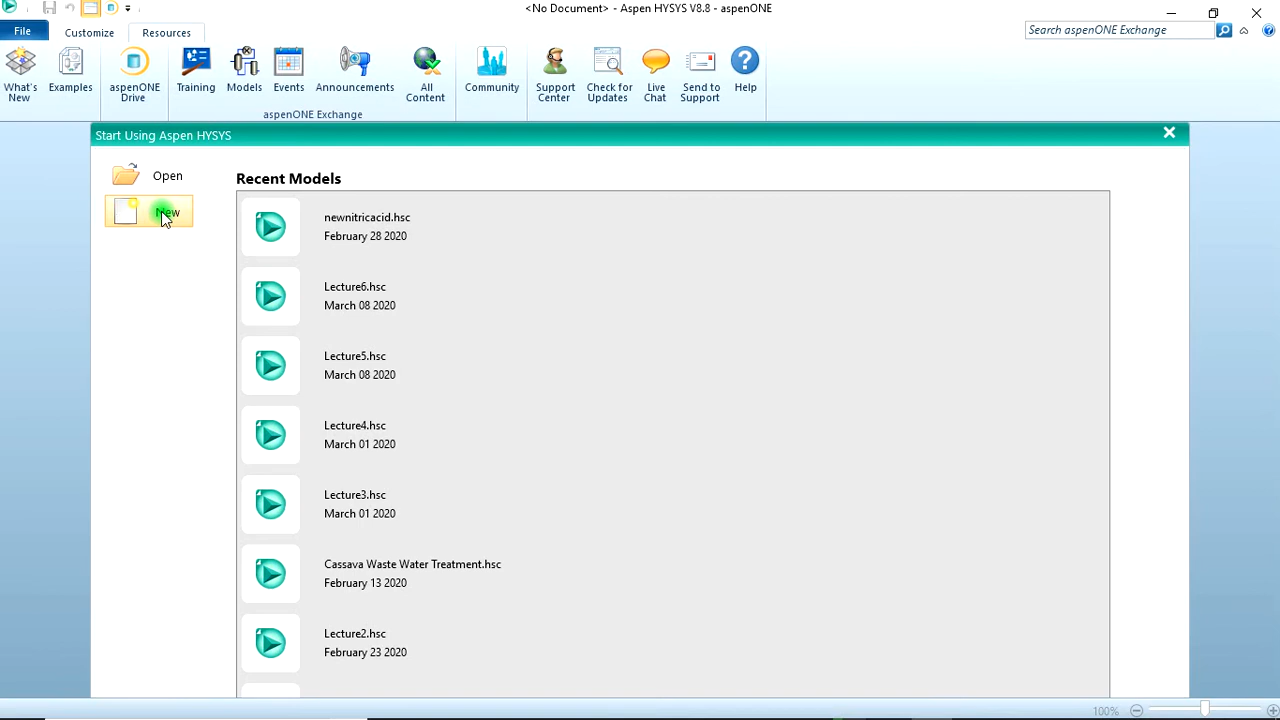 <No Document> - Aspen HYSYS V8.8 - aspenONE
File
Customize
Resources
Search aspenONE Exchange
What's New
Examples
aspenONE Drive
Training
Models
Events
Announcements
All Content
Community
Support Center
Check for Updates
Live Chat
Send to Support
Help
aspenONE Exchange
Start Using Aspen HYSYS
Open
New
Recent Models
newnitricacid.hsc
February 28 2020
Lecture6.hsc
March 08 2020
Lecture5.hsc
March 08 2020
Lecture4.hsc
March 01 2020
Lecture3.hsc
March 01 2020
Cassava Waste Water Treatment.hsc
February 13 2020
Lecture2.hsc
February 23 2020
100%